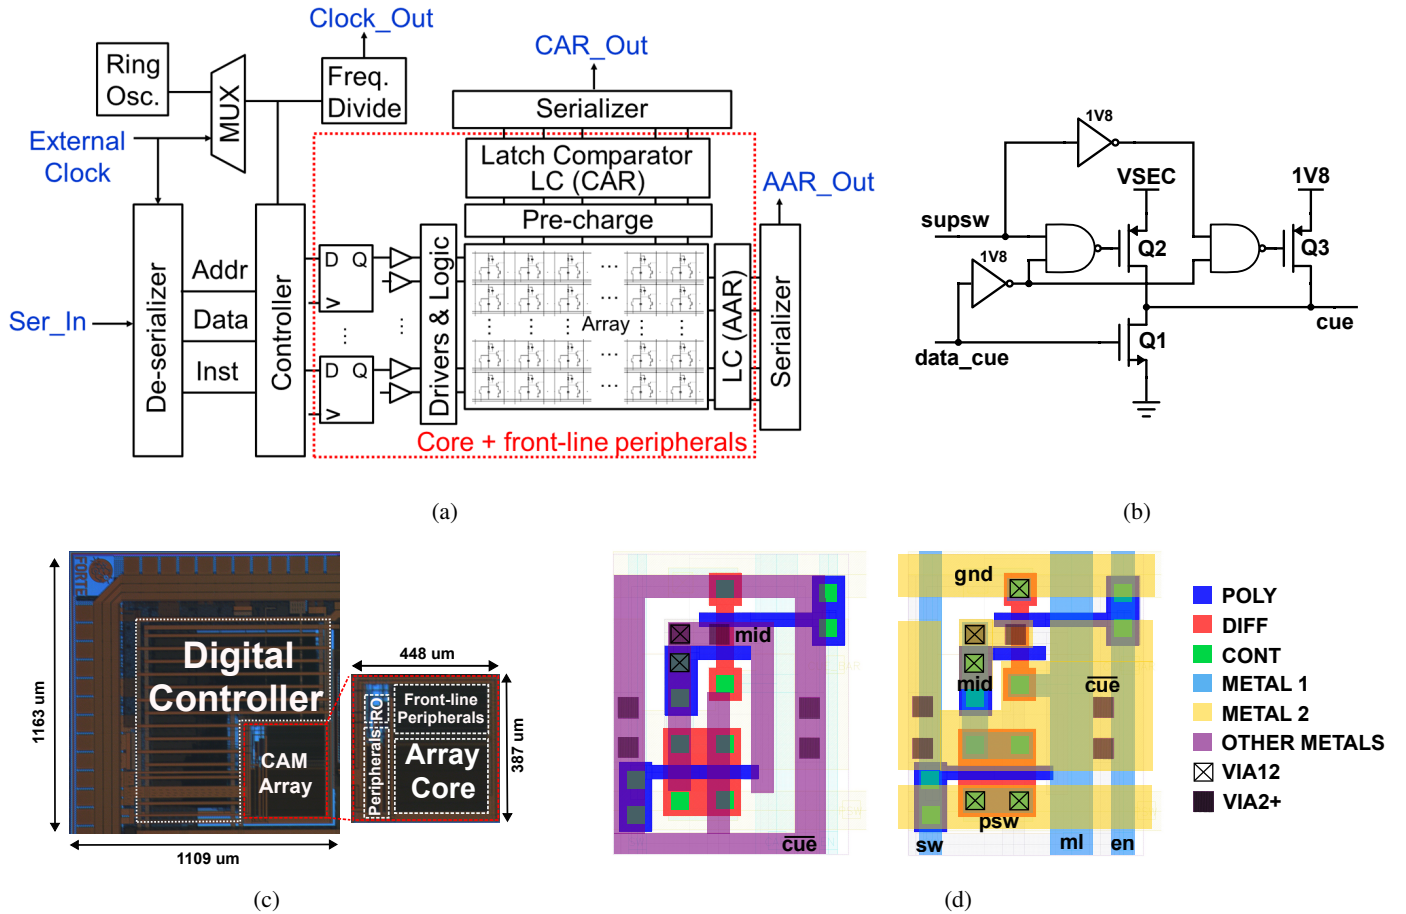 Clock_Out
CAR_Out
Ring
Osc.
MUX
Freq.
Divide
Serializer
External
Clock
Latch Comparator
LC (CAR)
AAR_Out
Pre-charge
De-serializer
Addr
Data
Inst
Controller
Ser_In
D Q
D Q
Drivers & Logic
Array
LC (AAR)
Serializer
Core + front-line peripherals
(a)
1V8
VSEC
1V8
supsw
Q2
Q3
1V8
cue
data_cue
Q1
(b)
FORTE
1163 um
Digital
Controller
CAM
Array
1109 um
448 um
Peripherals
RO
Front-line
Peripherals
Array
Core
387 um
(c)
mid
cue
gnd
mid
cue
psw
sw
ml
en
POLY
DIFF
CONT
METAL 1
METAL 2
OTHER METALS
VIA12
VIA2+
(d)